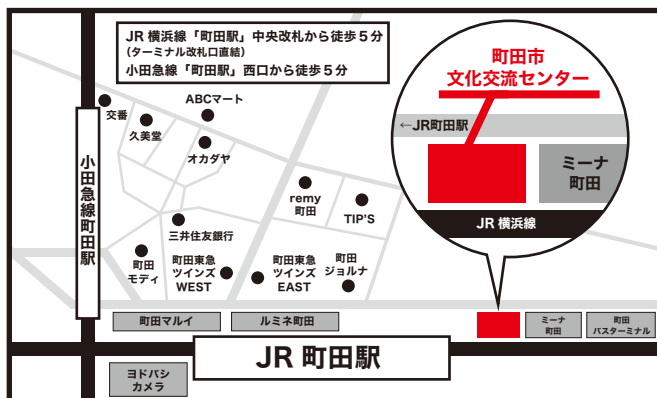 JR 横浜線「町田駅」中央改札から徒歩5分
(ターミナル改札口直結)
小田急線「町田駅」西口から徒歩5分
町田市
文化交流センター
←JR町田駅
ミーナ
町田
JR 横浜線
交番
久美堂
ABCマート
オカダヤ
小田急線町田駅
remy
町田
TIP'S
三井住友銀行
町田
モディ
町田東急
ツインズ
WEST
町田東急
ツインズ
EAST
町田
ジョルナ
町田マルイ
ルミネ町田
ミーナ
町田
町田
バスターミナル
JR 町田駅
ヨドバシ
カメラ